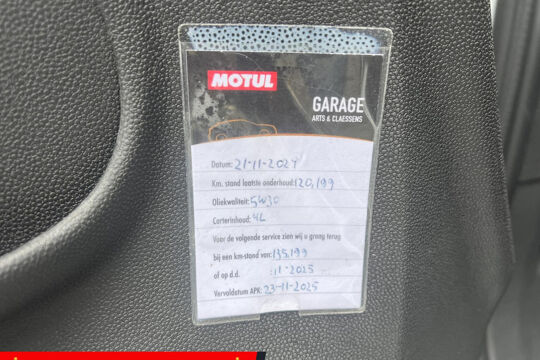 MOTUL
GARAGE
ARTS & CLAESSENS
Datum: 21-11-2024
Km. stand laatste onderhoud: 120,199
Oliekwaliteit: 5W30
Carterinhoud: 4L
Voor de volgende service zien wij u graag terug
bij een km-stand van: 135,199
of op d.d. : 11-2025
Vervaldatum APK: 23-11-2025